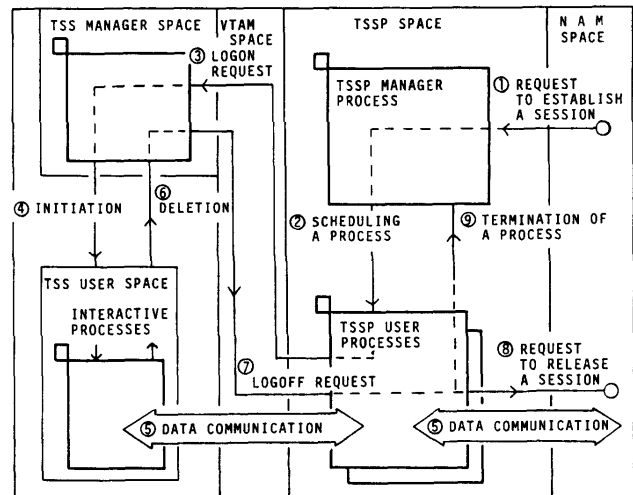 TSS MANAGER SPACE
VTAM
SPACE
TSSP SPACE
N A M
SPACE
③ LOGON
REQUEST
TSSP MANAGER
PROCESS
① REQUEST
TO ESTABLISH
A SESSION
④ INITIATION
⑥
DELETION
② SCHEDULING
A PROCESS
⑨ TERMINATION OF
A PROCESS
TSS USER SPACE
INTERACTIVE
PROCESSES
TSSP USER
PROCESSES
⑦
LOGOFF REQUEST
⑧ REQUEST
TO RELEASE
A SESSION
⑤ DATA COMMUNICATION
⑤ DATA COMMUNICATION